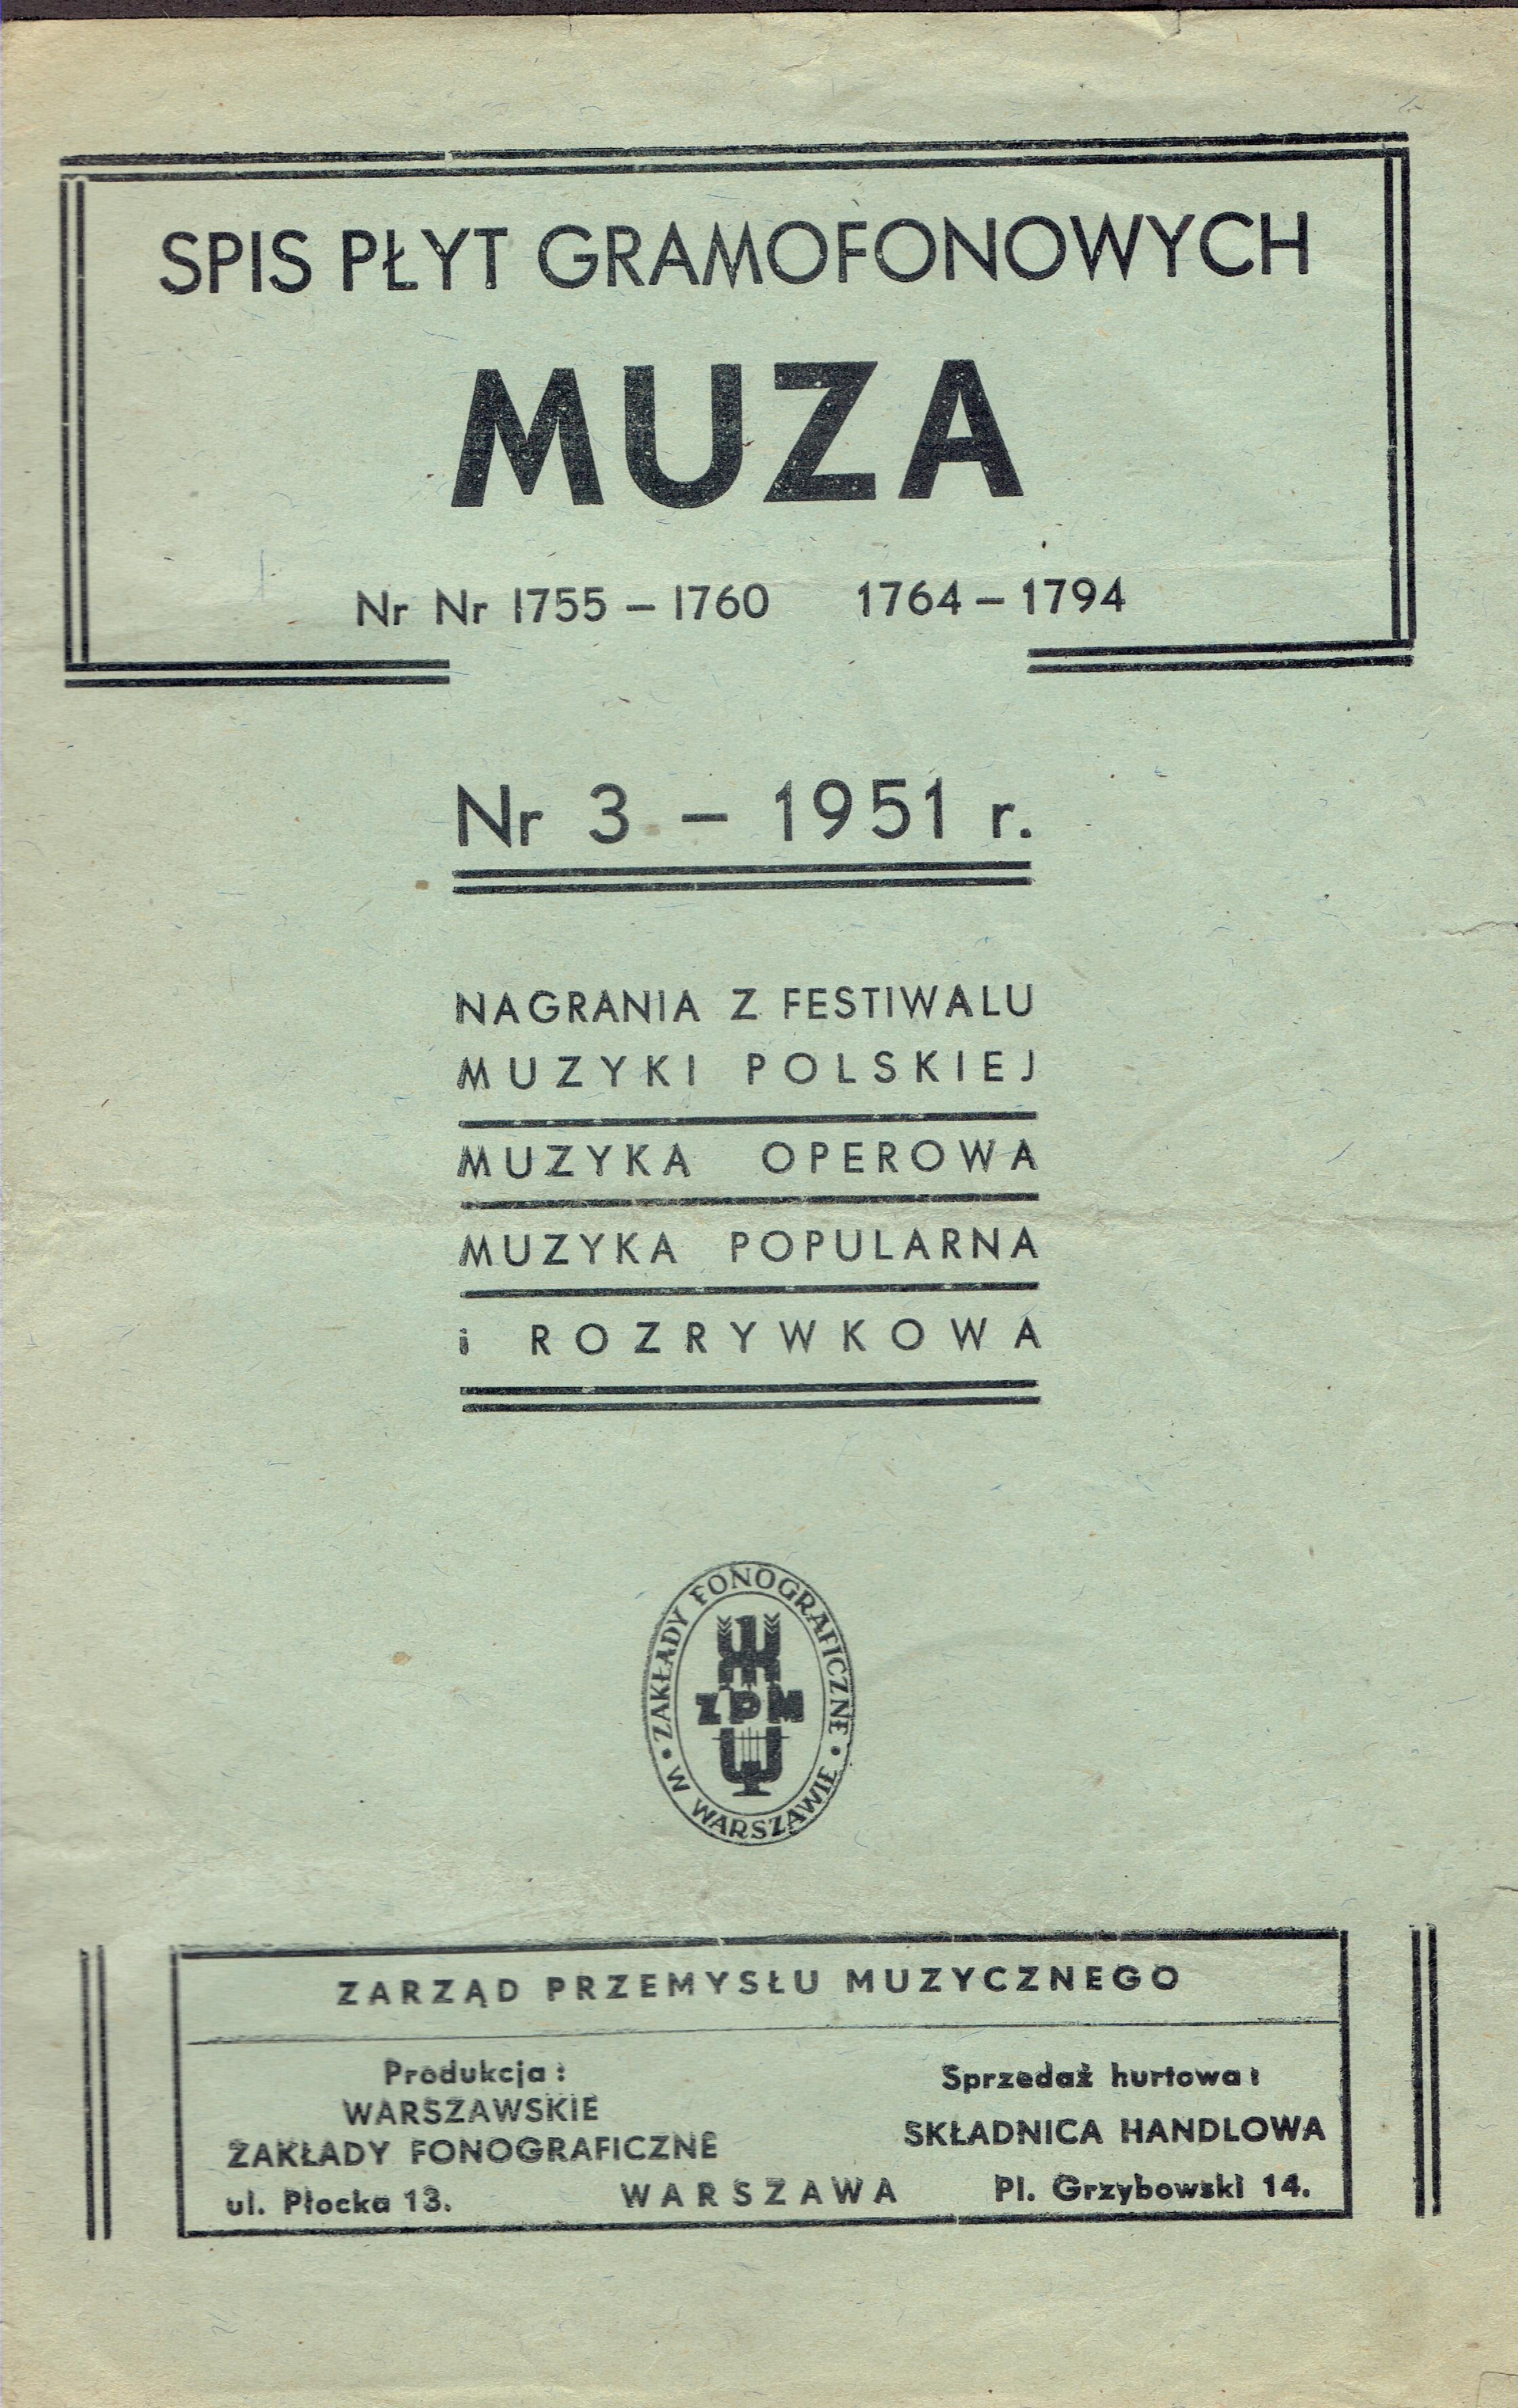 SPIS PŁYT GRAMOFONOWYCH
MUZA
Nr Nr 1755 – 1760 1764 – 1794
Nr 3 – 1951 r.
NAGRANIA Z FESTIWALU
MUZYKI POLSKIEJ
MUZYKA OPEROWA
MUZYKA POPULARNA
i ROZRYWKOWA
• ZAKŁADY FONOGRAFICZNE •
W WARSZAWIE
ZPM
ZARZĄD PRZEMYSŁU MUZYCZNEGO
Produkcja:
WARSZAWSKIE
ZAKŁADY FONOGRAFICZNE
ul. Płocka 13.
WARSZAWA
Sprzedaż hurtowa:
SKŁADNICA HANDLOWA
Pl. Grzybowski 14.